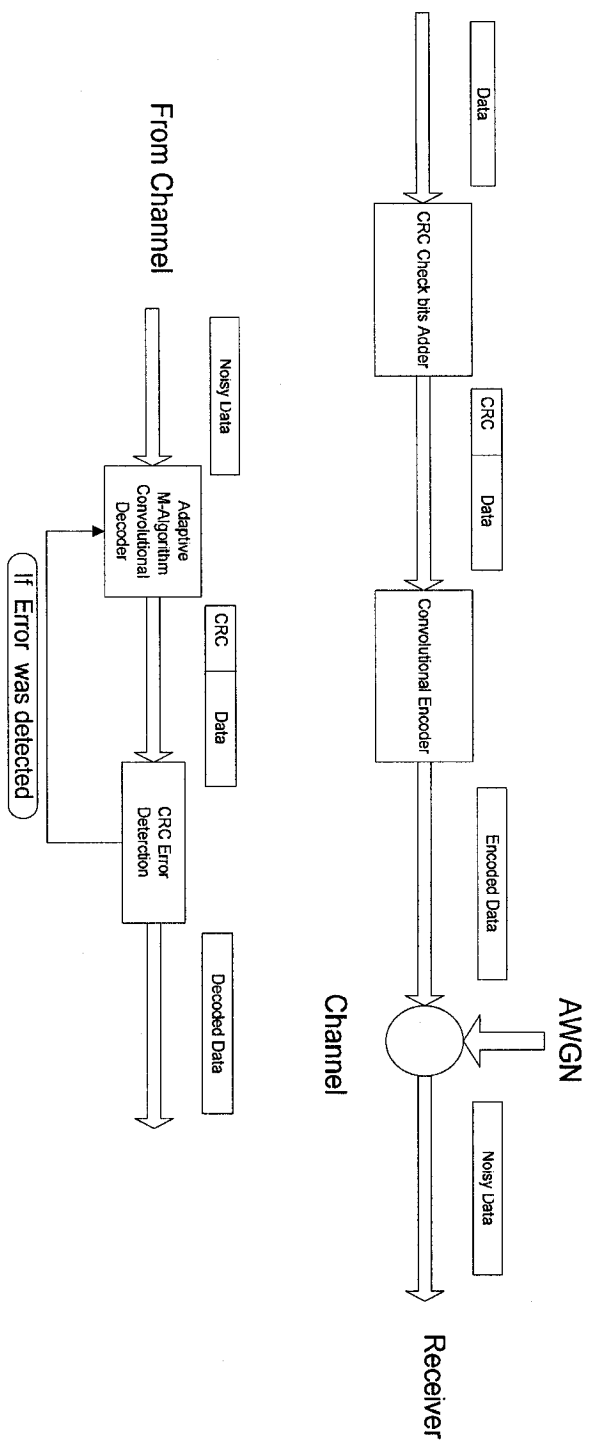 Data
CRC Check bits Adder
CRC
Data
Convolutional Encoder
Encoded Data
AWGN
Channel
Noisy Data
Receiver
From Channel
Noisy Data
Adaptive
M-Algorithm
Convolutional
Decoder
CRC
Data
CRC Error
Deterction
Decoded Data
If Error was detected